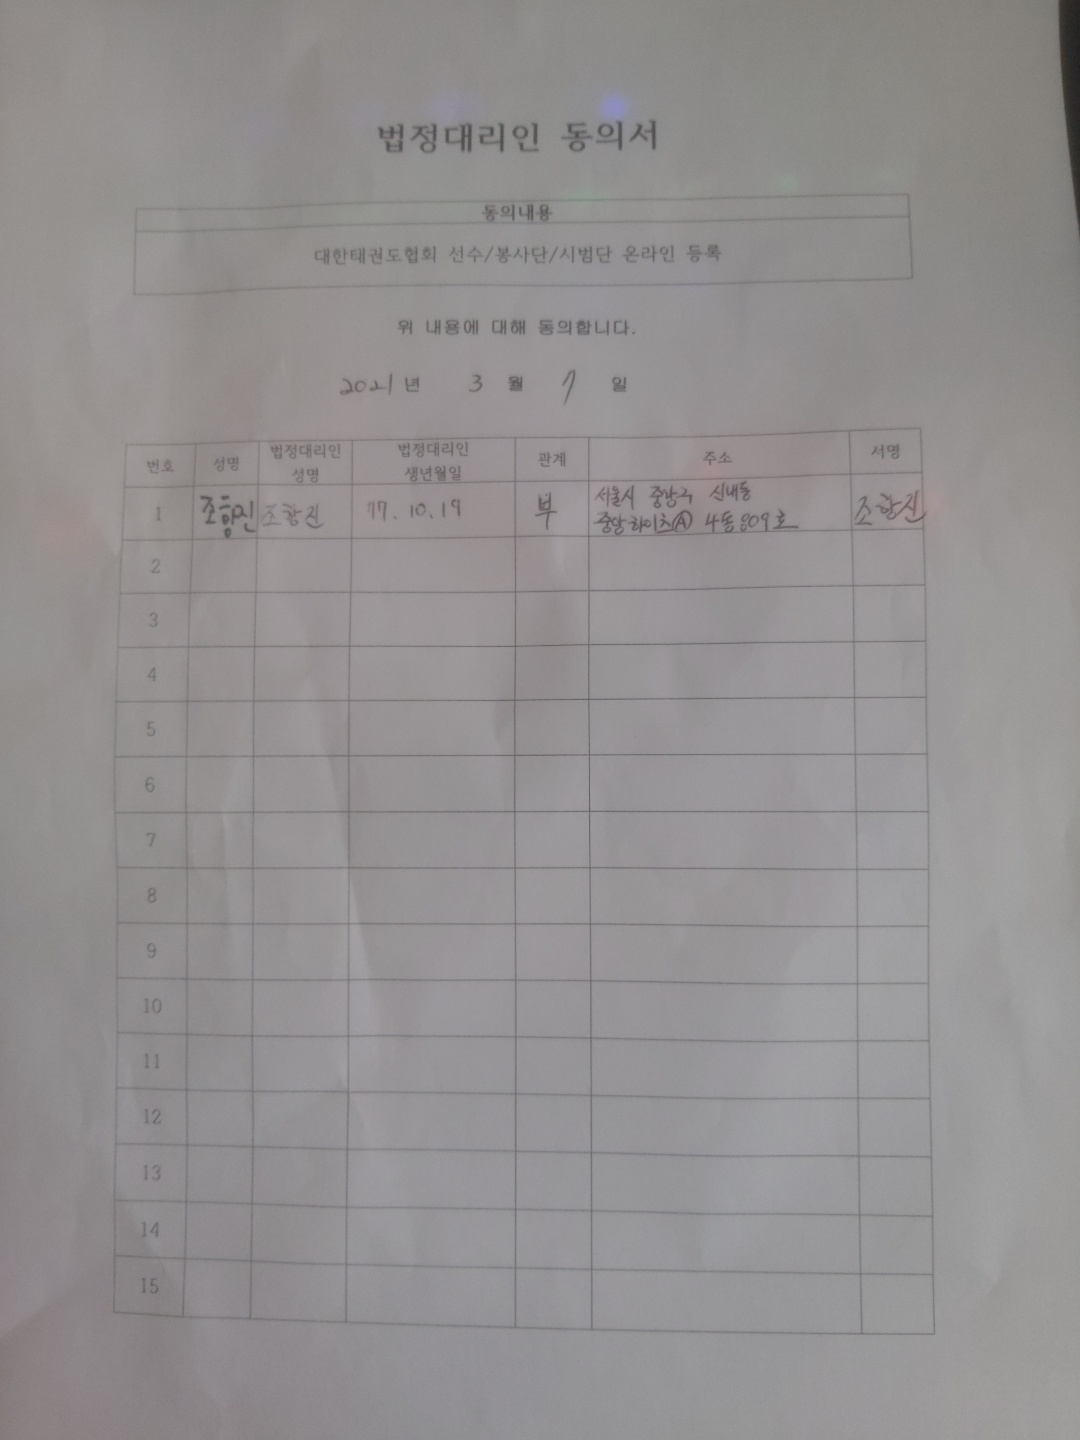 법정대리인 동의서
동의내용
대한태권도협회 선수/봉사단/시범단 온라인 등록
위 내용에 대해 동의합니다.
2021년 3 월 7 일
번호 성명 법정대리인 성명 법정대리인 생년월일 관계 주소 서명
1 조항진 77. 10. 19 부 서울시 중랑구 신내동
중앙하이츠Ⓐ 4동 809호 조항진
2
3
4
5
6
7
8
9
10
11
12
13
14
15